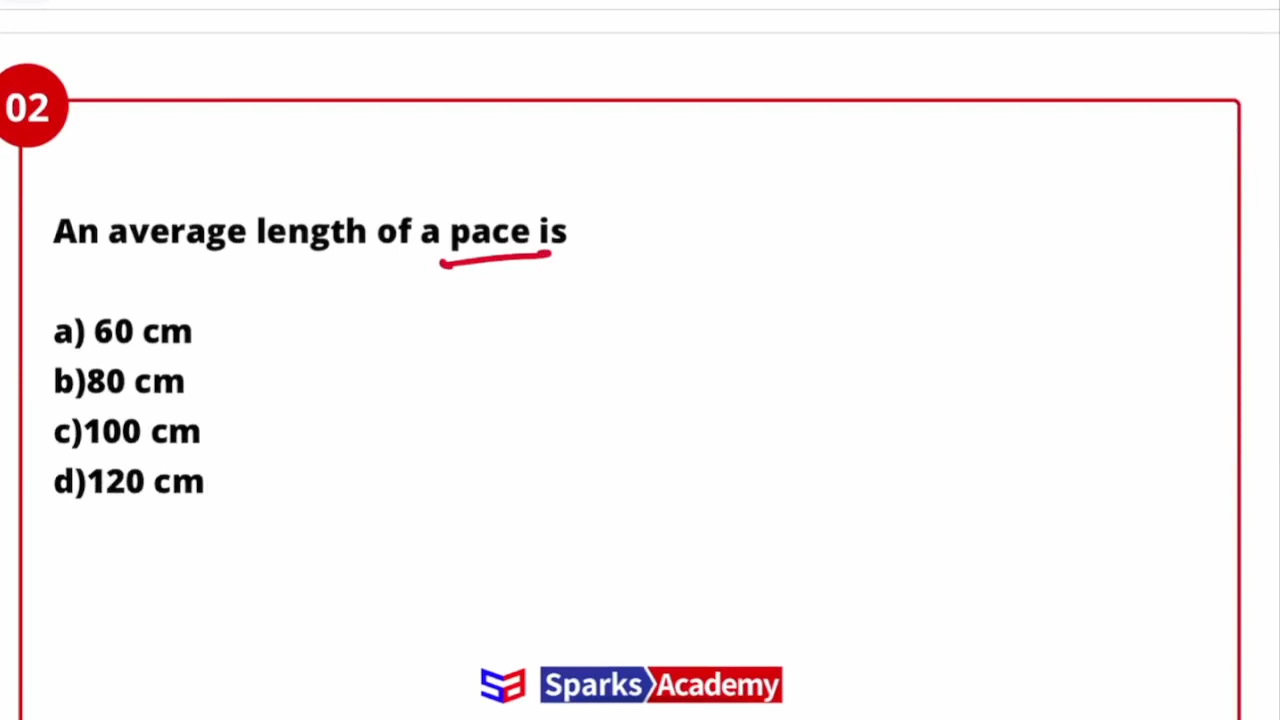 02
An average length of a pace is
a) 60 cm
b)80 cm
c)100 cm
d)120 cm
Sparks Academy